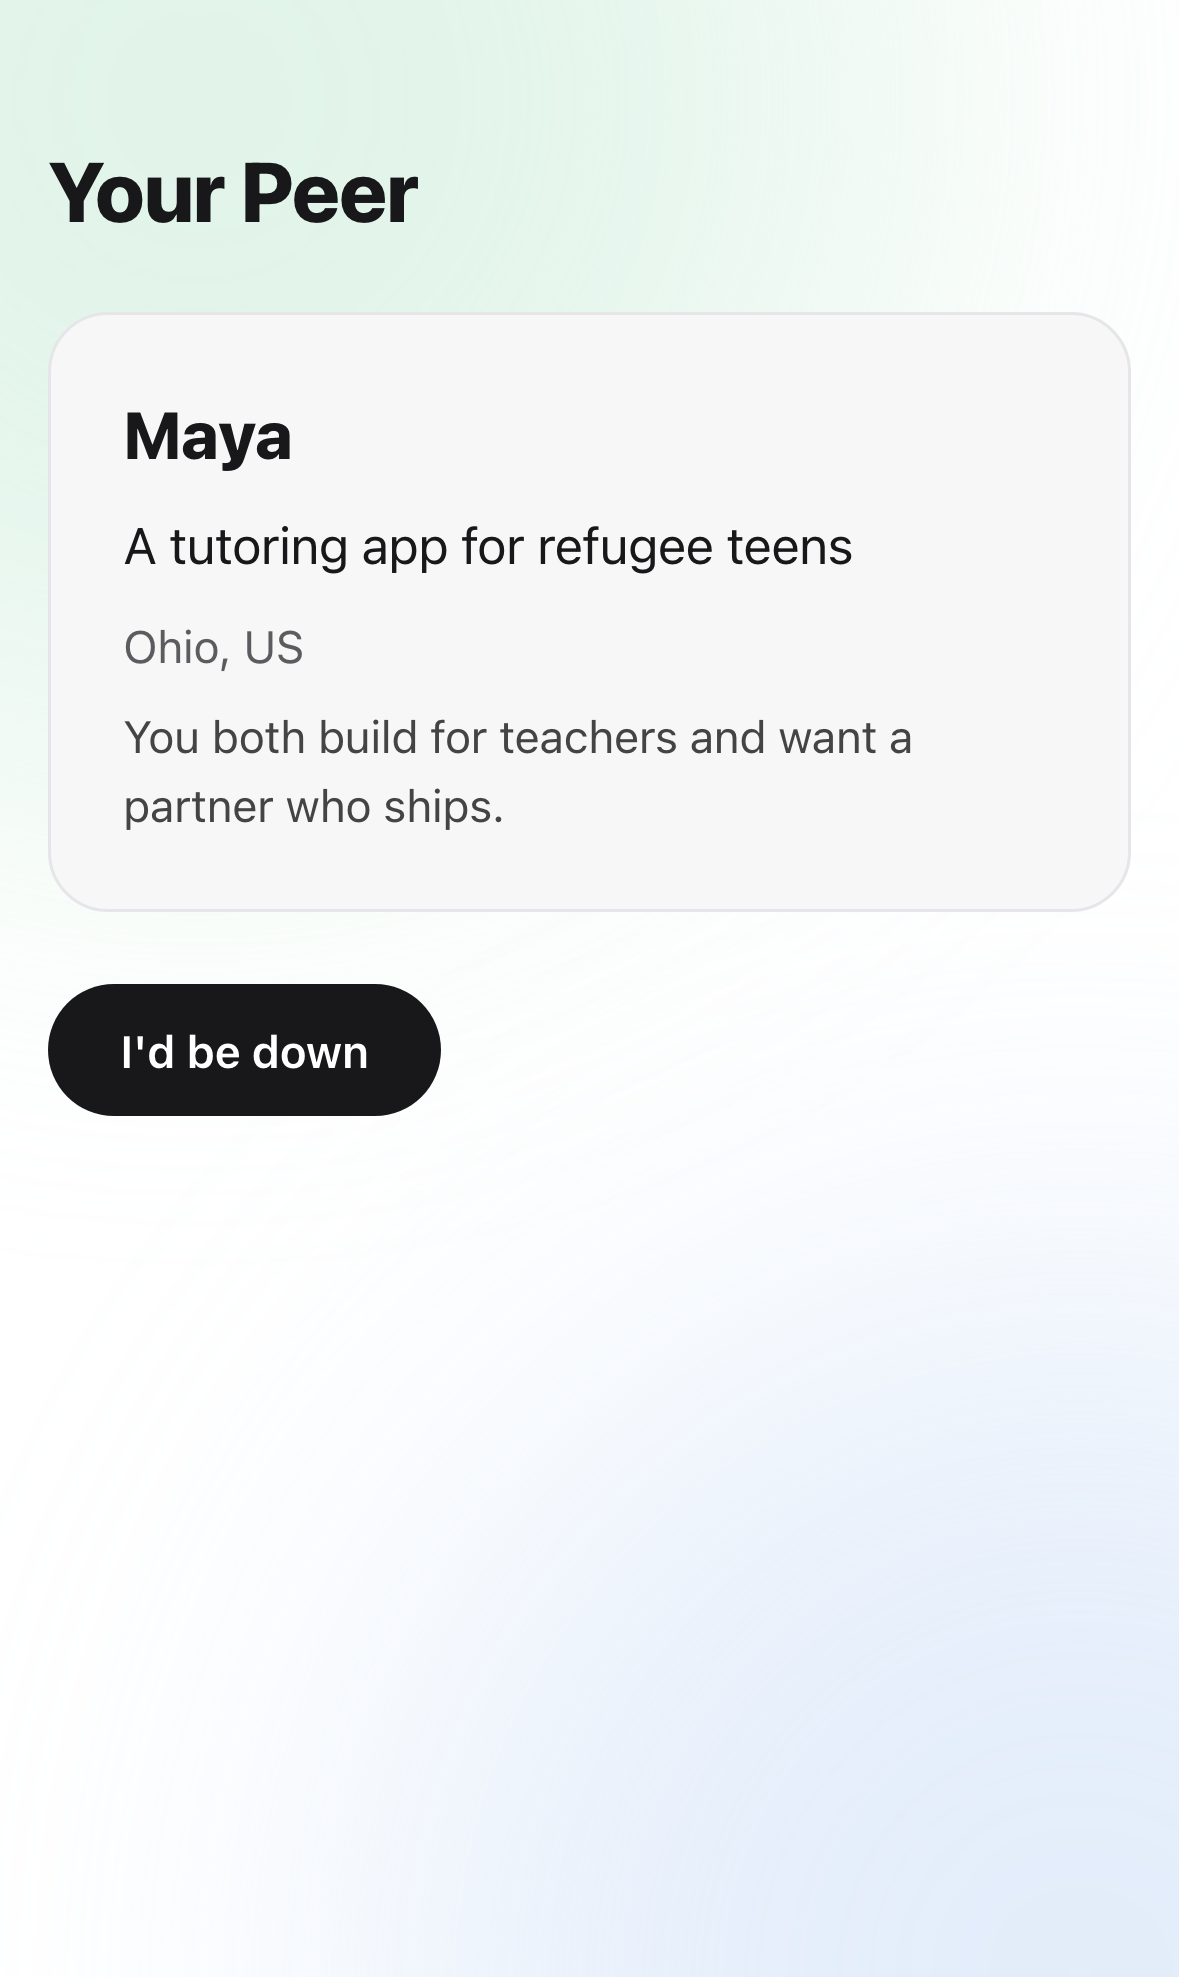 Your Peer
Maya
A tutoring app for refugee teens
Ohio, US
You both build for teachers and want a
partner who ships.
I'd be down